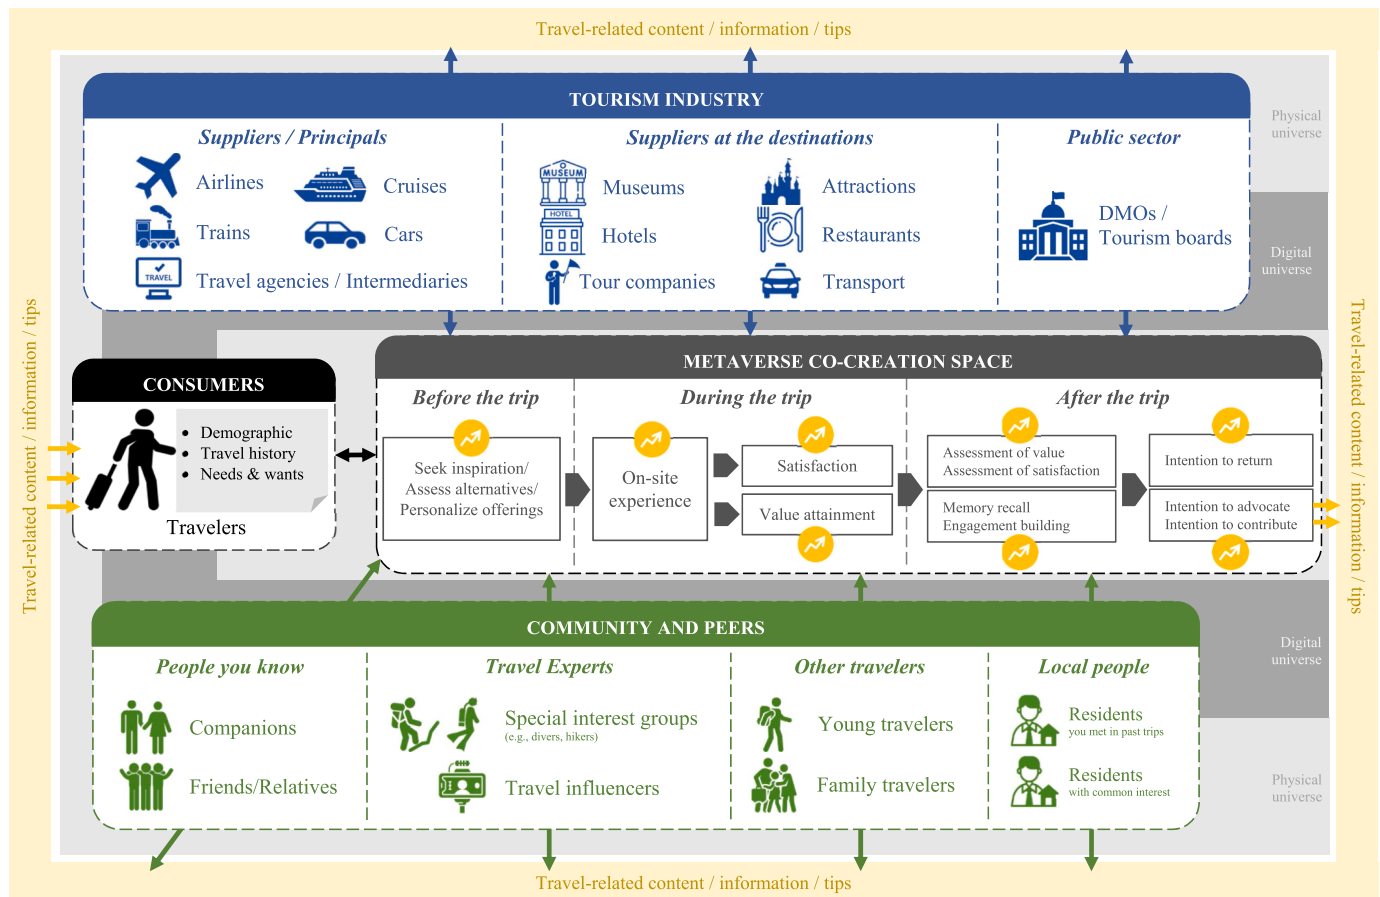 Travel-related content / information / tips
TOURISM INDUSTRY
Suppliers / Principals
Airlines
Cruises
Trains
Cars
TRAVEL
Travel agencies / Intermediaries
Suppliers at the destinations
MUSEUM
Museums
Attractions
HOTEL
Hotels
Restaurants
Tour companies
Transport
Public sector
DMOs /
Tourism boards
Physical
universe
Digital
universe
Travel-related content / information / tips
CONSUMERS
Demographic
Travel history
Needs & wants
Travelers
METAVERSE CO-CREATION SPACE
Before the trip
Seek inspiration/
Assess alternatives/
Personalize offerings
During the trip
On-site
experience
Satisfaction
Value attainment
After the trip
Assessment of value
Assessment of satisfaction
Memory recall
Engagement building
Intention to return
Intention to advocate
Intention to contribute
Travel-related content / information / tips
COMMUNITY AND PEERS
People you know
Companions
Friends/Relatives
Travel Experts
Special interest groups
(e.g., divers, hikers)
Travel influencers
Other travelers
Young travelers
Family travelers
Local people
Residents
you met in past trips
Residents
with common interest
Digital
universe
Physical
universe
Travel-related content / information / tips